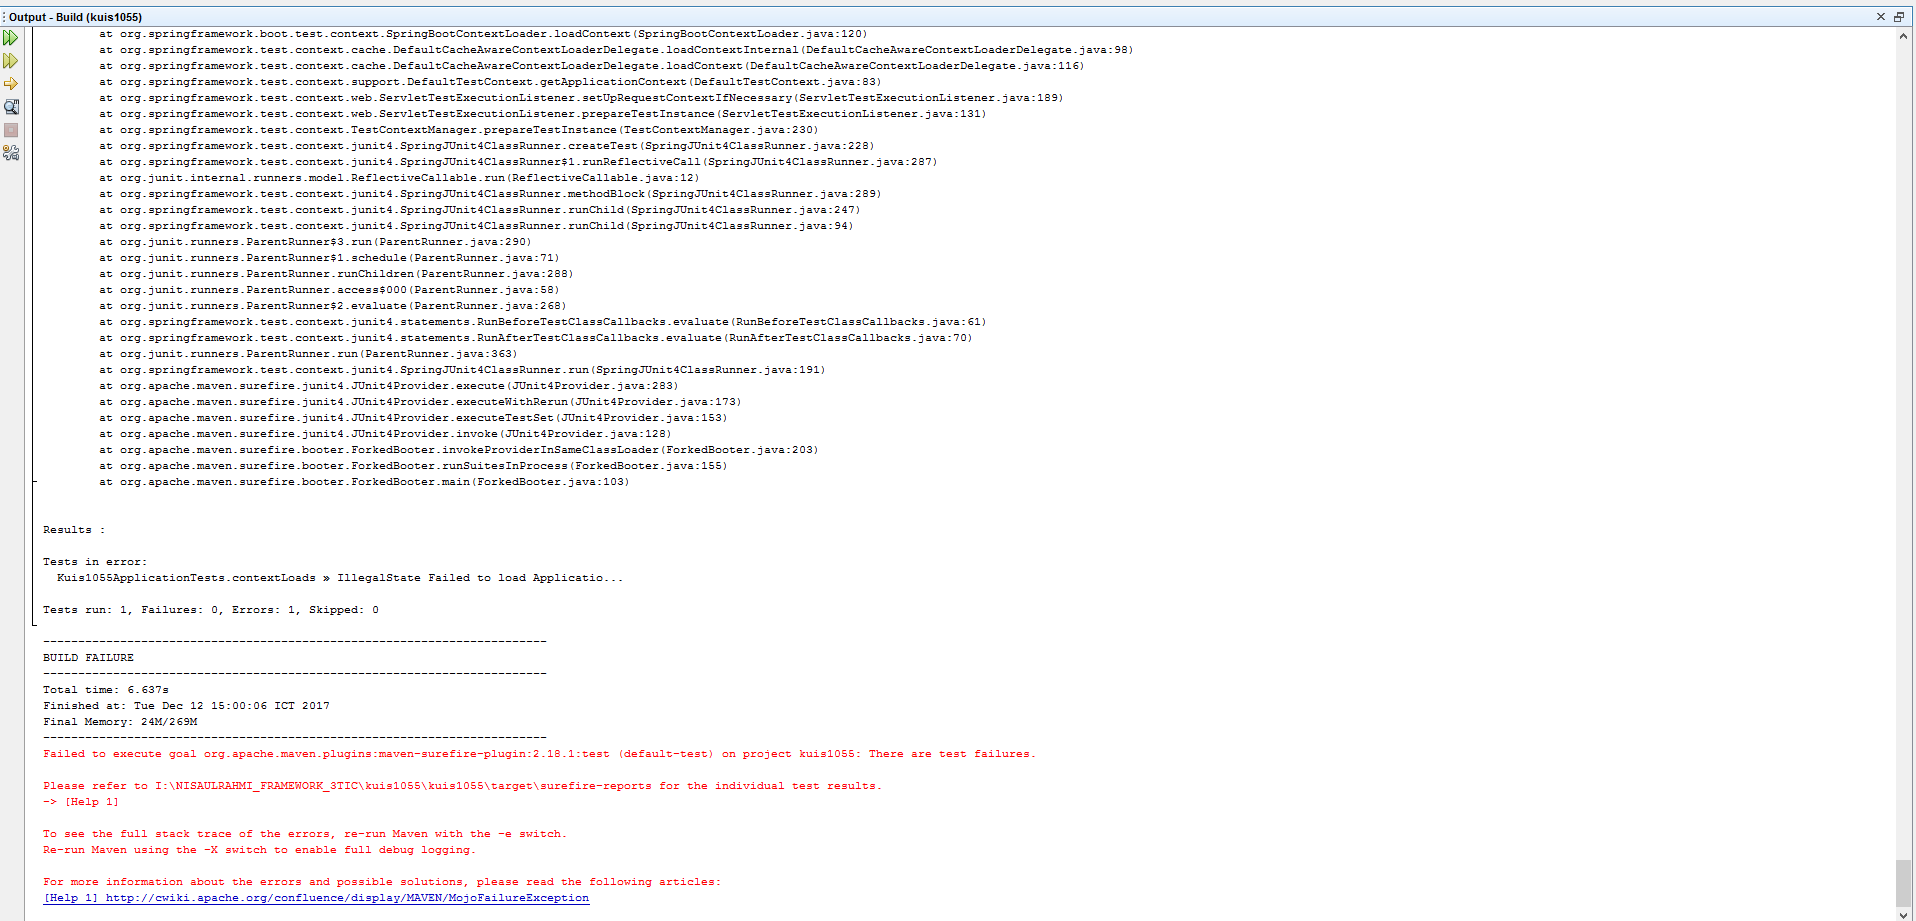 Output - Build (kuis1055)
at org.springframework.boot.test.context.SpringBootContextLoader.loadContext(SpringBootContextLoader.java:120)
at org.springframework.test.context.cache.DefaultCacheAwareContextLoaderDelegate.loadContextInternal(DefaultCacheAwareContextLoaderDelegate.java:98)
at org.springframework.test.context.cache.DefaultCacheAwareContextLoaderDelegate.loadContext(DefaultCacheAwareContextLoaderDelegate.java:116)
at org.springframework.test.context.support.DefaultTestContext.getApplicationContext(DefaultTestContext.java:83)
at org.springframework.test.context.web.ServletTestExecutionListener.setUpRequestContextIfNecessary(ServletTestExecutionListener.java:189)
at org.springframework.test.context.web.ServletTestExecutionListener.prepareTestInstance(ServletTestExecutionListener.java:131)
at org.springframework.test.context.TestContextManager.prepareTestInstance(TestContextManager.java:230)
at org.springframework.test.context.junit4.SpringJUnit4ClassRunner.createTest(SpringJUnit4ClassRunner.java:228)
at org.springframework.test.context.junit4.SpringJUnit4ClassRunner$1.runReflectiveCall(SpringJUnit4ClassRunner.java:287)
at org.junit.internal.runners.model.ReflectiveCallable.run(ReflectiveCallable.java:12)
at org.springframework.test.context.junit4.SpringJUnit4ClassRunner.methodBlock(SpringJUnit4ClassRunner.java:289)
at org.springframework.test.context.junit4.SpringJUnit4ClassRunner.runChild(SpringJUnit4ClassRunner.java:247)
at org.springframework.test.context.junit4.SpringJUnit4ClassRunner.runChild(SpringJUnit4ClassRunner.java:94)
at org.junit.runners.ParentRunner$3.run(ParentRunner.java:290)
at org.junit.runners.ParentRunner$1.schedule(ParentRunner.java:71)
at org.junit.runners.ParentRunner.runChildren(ParentRunner.java:288)
at org.junit.runners.ParentRunner.access$000(ParentRunner.java:58)
at org.junit.runners.ParentRunner$2.evaluate(ParentRunner.java:268)
at org.springframework.test.context.junit4.statements.RunBeforeTestClassCallbacks.evaluate(RunBeforeTestClassCallbacks.java:61)
at org.springframework.test.context.junit4.statements.RunAfterTestClassCallbacks.evaluate(RunAfterTestClassCallbacks.java:70)
at org.junit.runners.ParentRunner.run(ParentRunner.java:363)
at org.springframework.test.context.junit4.SpringJUnit4ClassRunner.run(SpringJUnit4ClassRunner.java:191)
at org.apache.maven.surefire.junit4.JUnit4Provider.execute(JUnit4Provider.java:283)
at org.apache.maven.surefire.junit4.JUnit4Provider.executeWithRerun(JUnit4Provider.java:173)
at org.apache.maven.surefire.junit4.JUnit4Provider.executeTestSet(JUnit4Provider.java:153)
at org.apache.maven.surefire.junit4.JUnit4Provider.invoke(JUnit4Provider.java:128)
at org.apache.maven.surefire.booter.ForkedBooter.invokeProviderInSameClassLoader(ForkedBooter.java:203)
at org.apache.maven.surefire.booter.ForkedBooter.runSuitesInProcess(ForkedBooter.java:155)
at org.apache.maven.surefire.booter.ForkedBooter.main(ForkedBooter.java:103)
Results :
Tests in error:
Kuis1055ApplicationTests.contextLoads » IllegalState Failed to load Applicatio...
Tests run: 1, Failures: 0, Errors: 1, Skipped: 0
------------------------------------------------------------------------
BUILD FAILURE
------------------------------------------------------------------------
Total time: 6.637s
Finished at: Tue Dec 12 15:00:06 ICT 2017
Final Memory: 24M/269M
------------------------------------------------------------------------
Failed to execute goal org.apache.maven.plugins:maven-surefire-plugin:2.18.1:test (default-test) on project kuis1055: There are test failures.
Please refer to I:\NISAULRAHMI_FRAMEWORK_3TIC\kuis1055\kuis1055\target\surefire-reports for the individual test results.
-> [Help 1]
To see the full stack trace of the errors, re-run Maven with the -e switch.
Re-run Maven using the -X switch to enable full debug logging.
For more information about the errors and possible solutions, please read the following articles:
[Help 1] http://cwiki.apache.org/confluence/display/MAVEN/MojoFailureException